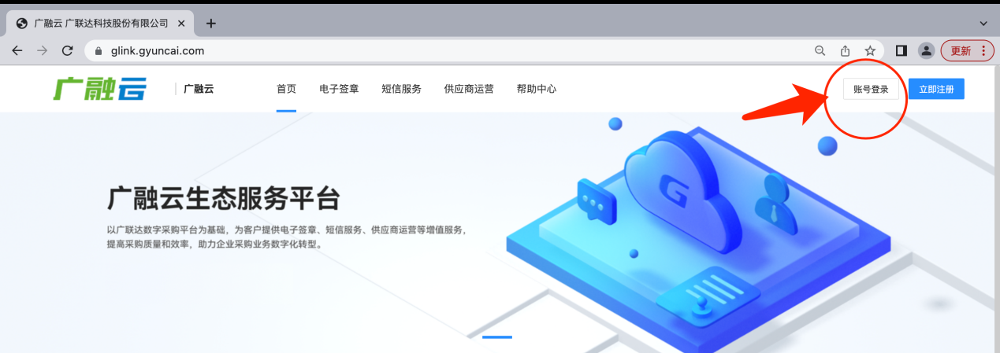 广融云 广联达科技股份有限公司
glink.gyuncai.com
更新
广融云 广融云 首页 电子签章 短信服务 供应商运营 帮助中心 账号登录 立即注册
G
广融云生态服务平台
以广联达数字采购平台为基础，为客户提供电子签章、短信服务、供应商运营等增值服务，
提高采购质量和效率，助力企业采购业务数字化转型。